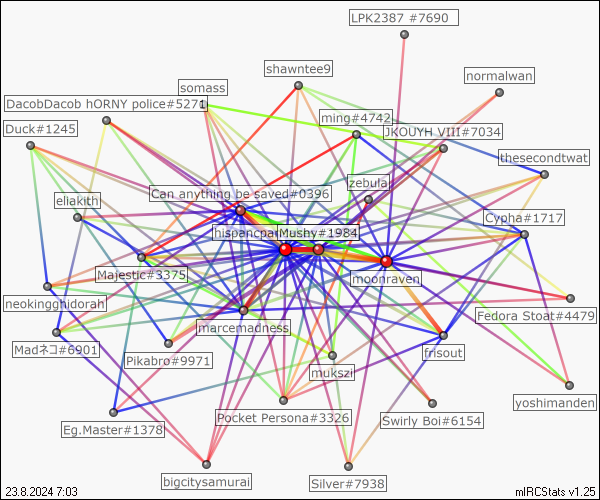 LPK2387 #7690
shawntee9
normalwan
somass
DacobDacob hORNY police#5271
ming#4742
Duck#1245
JKOUYH VIII#7034
thesecondtwat
zebula
Can anything be saved#0396
eliakith
Cypha#1717
Mushy#1984
Majestic#3375
moonraven
neokingghidorah
Fedora Stoat#4479
marcemadness
Madネコ#6901
Pikabro#9971
frisout
mukszi
yoshimanden
Pocket Persona#3326
Swirly Boi#6154
Eg.Master#1378
bigcitysamurai
Silver#7938
23.8.2024 7:03
mIRCStats v1.25